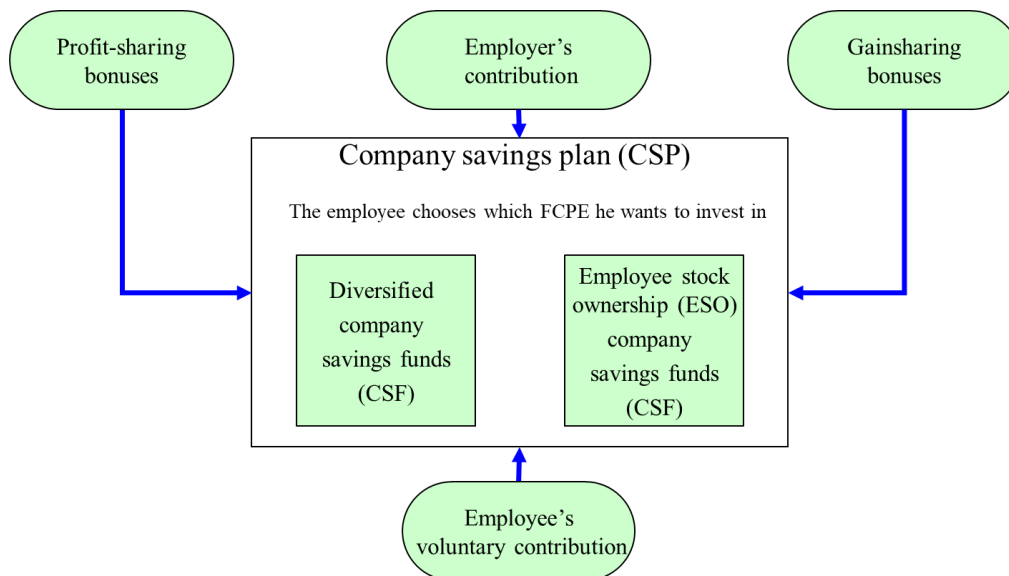 Profit-sharing
bonuses
Employer’s
contribution
Gainsharing
bonuses
Company savings plan (CSP)
The employee chooses which FCPE he wants to invest in
Diversified
company
savings funds
(CSF)
Employee stock
ownership (ESO)
company
savings funds
(CSF)
Employee’s
voluntary contribution